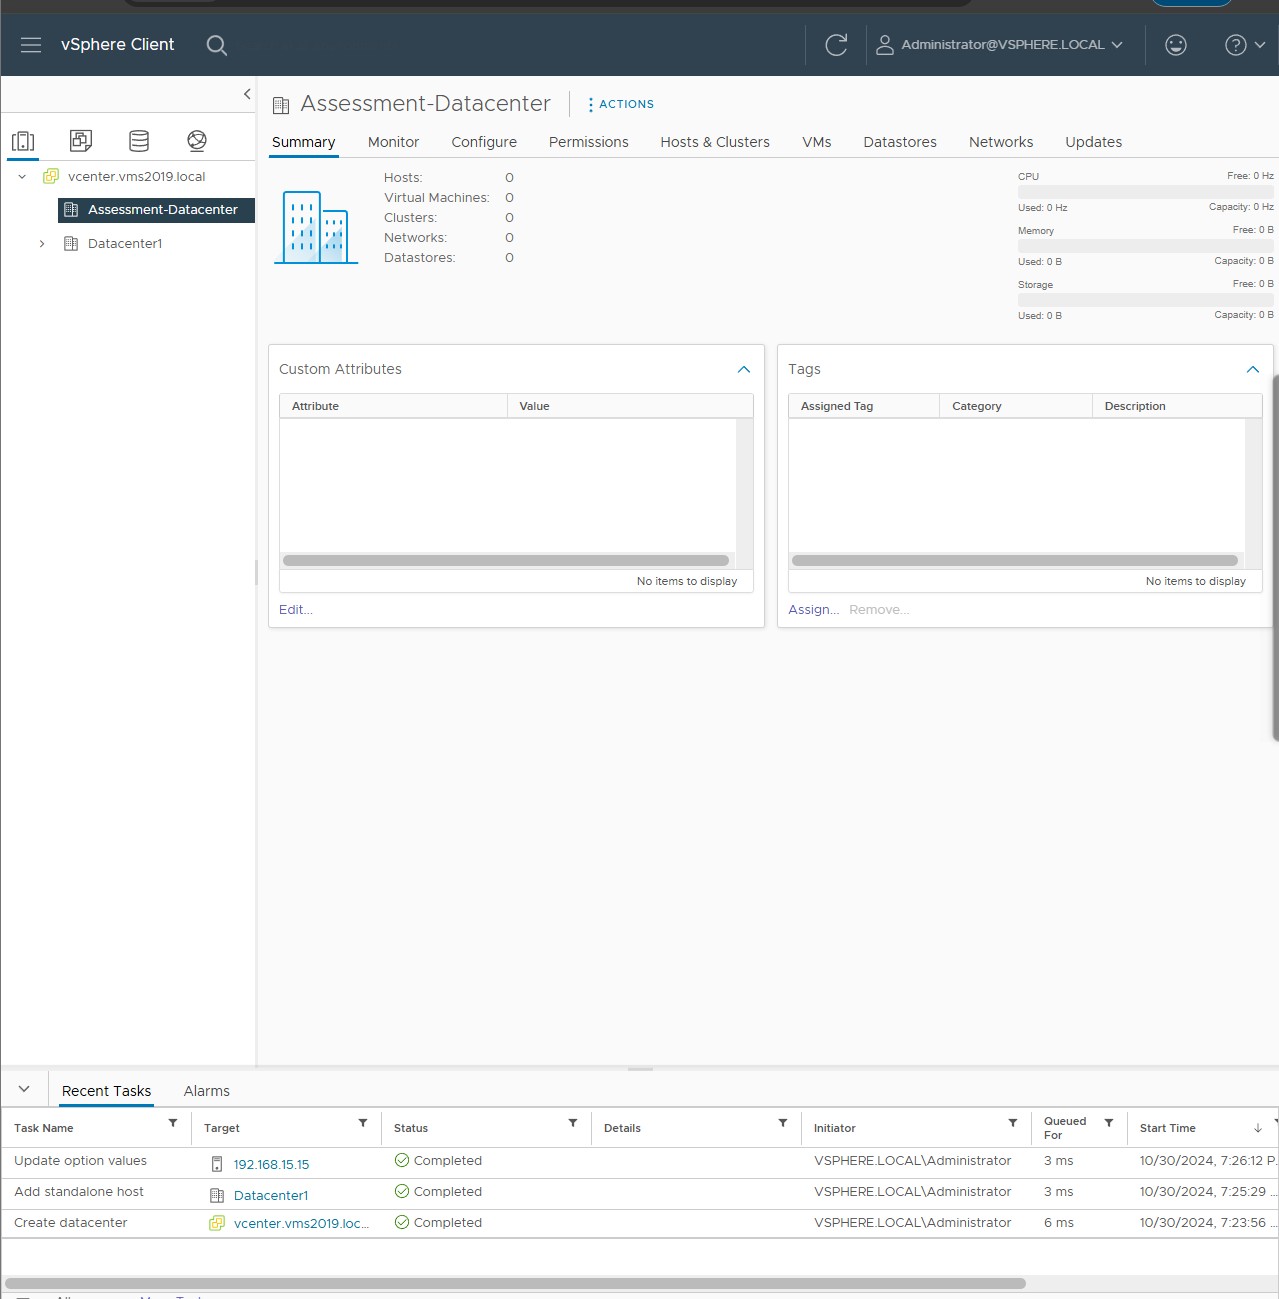 vSphere Client
Administrator@VSPHERE.LOCAL
Assessment-Datacenter
ACTIONS
Summary Monitor Configure Permissions Hosts & Clusters VMs Datastores Networks Updates
vcenter.vms2019.local
Assessment-Datacenter
Datacenter1
Hosts: 0
Virtual Machines: 0
Clusters: 0
Networks: 0
Datastores: 0
CPU Free: 0 Hz
Used: 0 Hz Capacity: 0 Hz
Memory Free: 0 B
Used: 0 B Capacity: 0 B
Storage Free: 0 B
Used: 0 B Capacity: 0 B
Custom Attributes
Attribute Value
No items to display
Edit...
Tags
Assigned Tag Category Description
No items to display
Assign... Remove...
Recent Tasks Alarms
Task Name Target Status Details Initiator Queued For Start Time
Update option values 192.168.15.15 Completed VSPHERE.LOCAL\Administrator 3 ms 10/30/2024, 7:26:12 P.
Add standalone host Datacenter1 Completed VSPHERE.LOCAL\Administrator 3 ms 10/30/2024, 7:25:29 ...
Create datacenter vcenter.vms2019.loc... Completed VSPHERE.LOCAL\Administrator 6 ms 10/30/2024, 7:23:56 ...